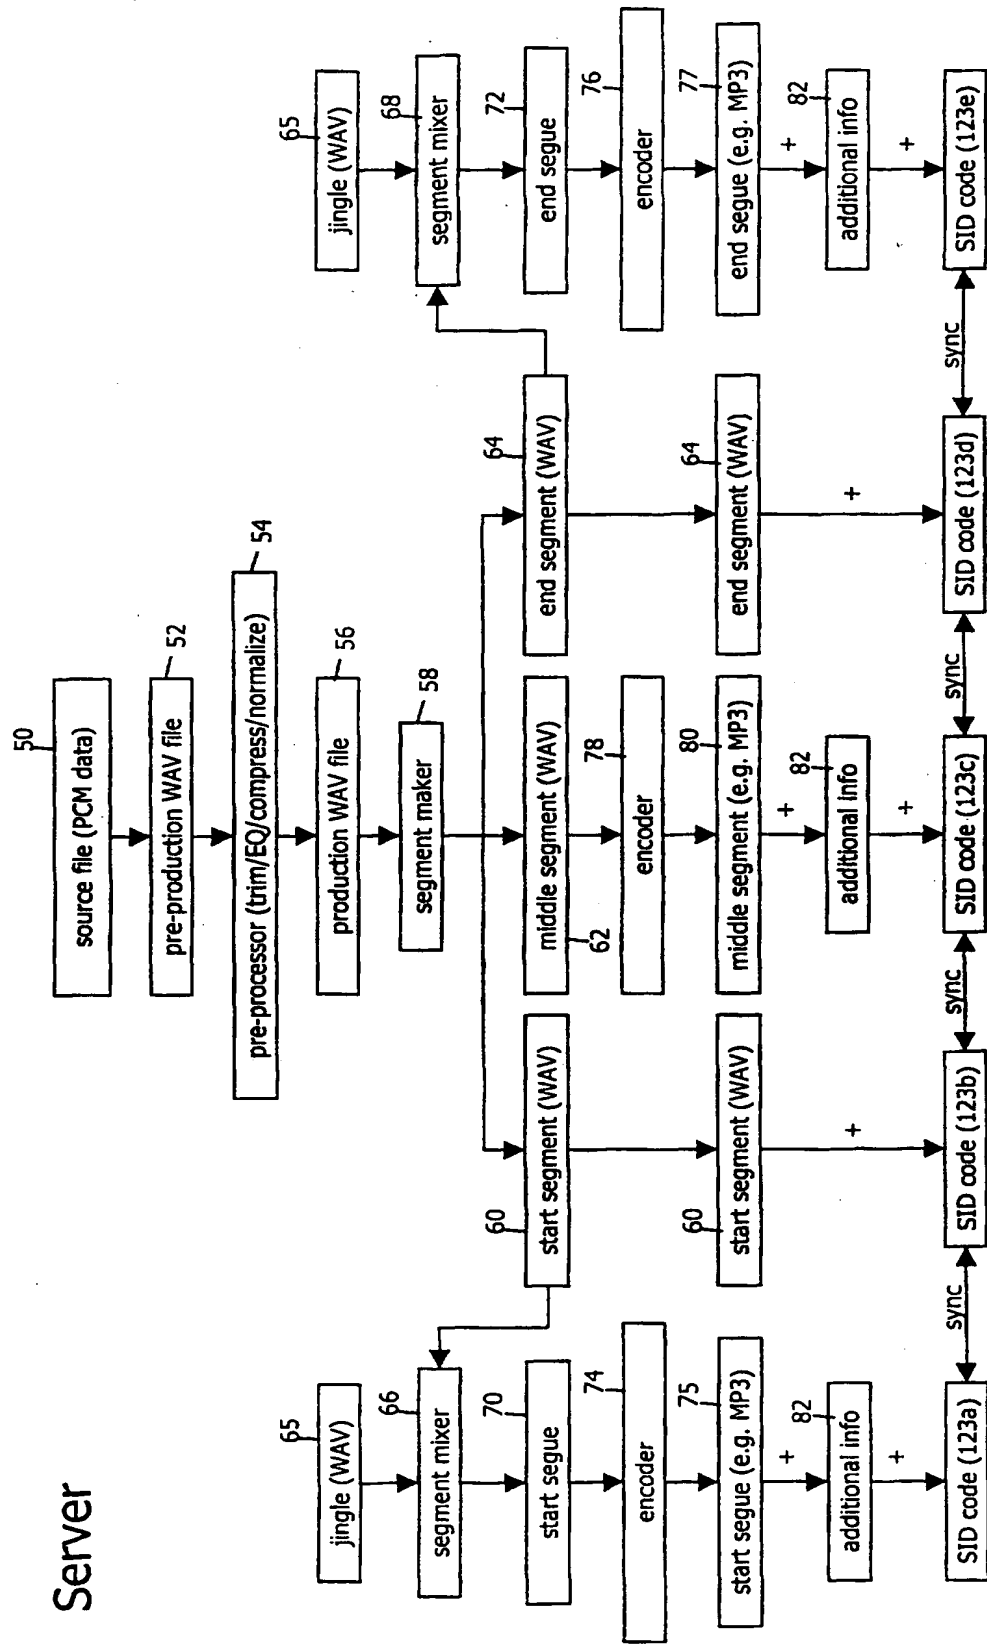 Server
50
source file (PCM data)
52
pre-production WAV file
54
pre-processor (trim/EQ/compress/normalize)
56
production WAV file
58
segment maker
65
jingle (WAV)
66
segment mixer
70
start segue
74
encoder
75
start segue (e.g. MP3)
+
82
additional info
+
SID code (123a)
sync
60
start segment (WAV)
60
start segment (WAV)
+
SID code (123b)
sync
middle segment (WAV)
62
78
encoder
80
middle segment (e.g. MP3)
+
82
additional info
+
SID code (123c)
sync
64
end segment (WAV)
64
end segment (WAV)
+
SID code (123d)
sync
65
jingle (WAV)
68
segment mixer
72
end segue
76
encoder
77
end segue (e.g. MP3)
+
82
additional info
+
SID code (123e)